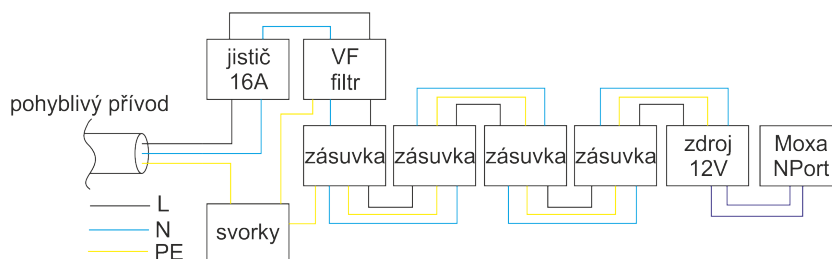 jistič
16A
VF
filtr
pohyblivý přívod
zásuvka
zásuvka
zásuvka
zásuvka
zdroj
12V
Moxa
NPort
L
N
PE
svorky